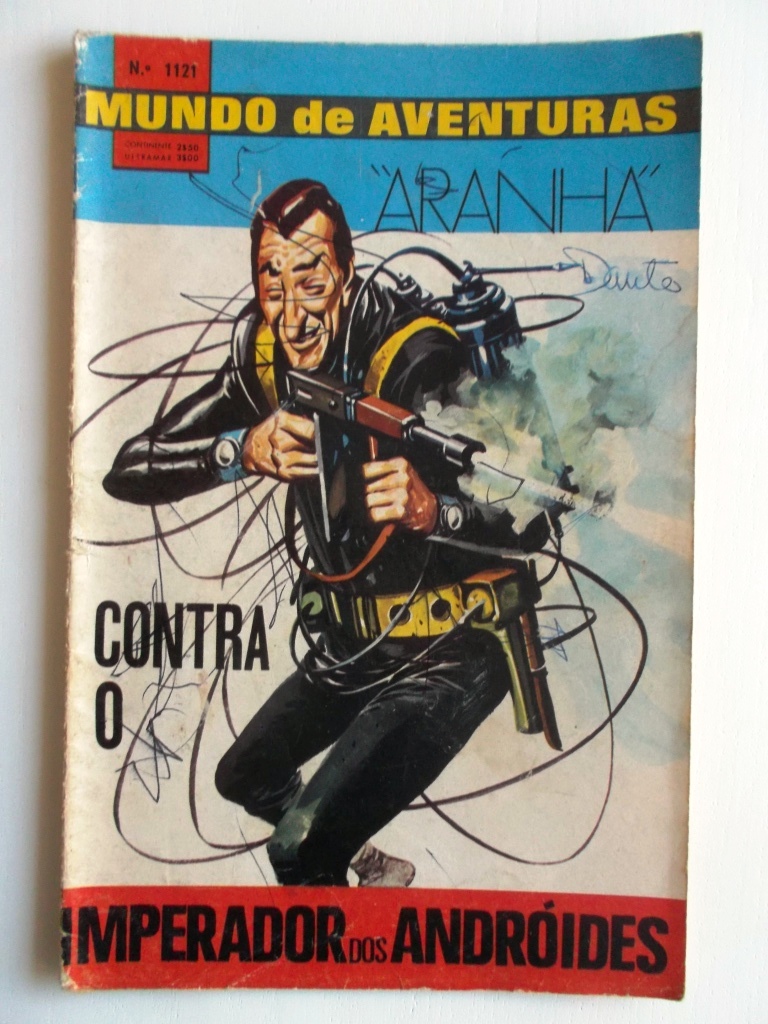 N.º 1121
MUNDO de AVENTURAS
CONTINENTE 2$50
ULTRAMAR 3$00
"ARANHA"
CONTRA
O
IMPERADOR DOS ANDRÓIDES